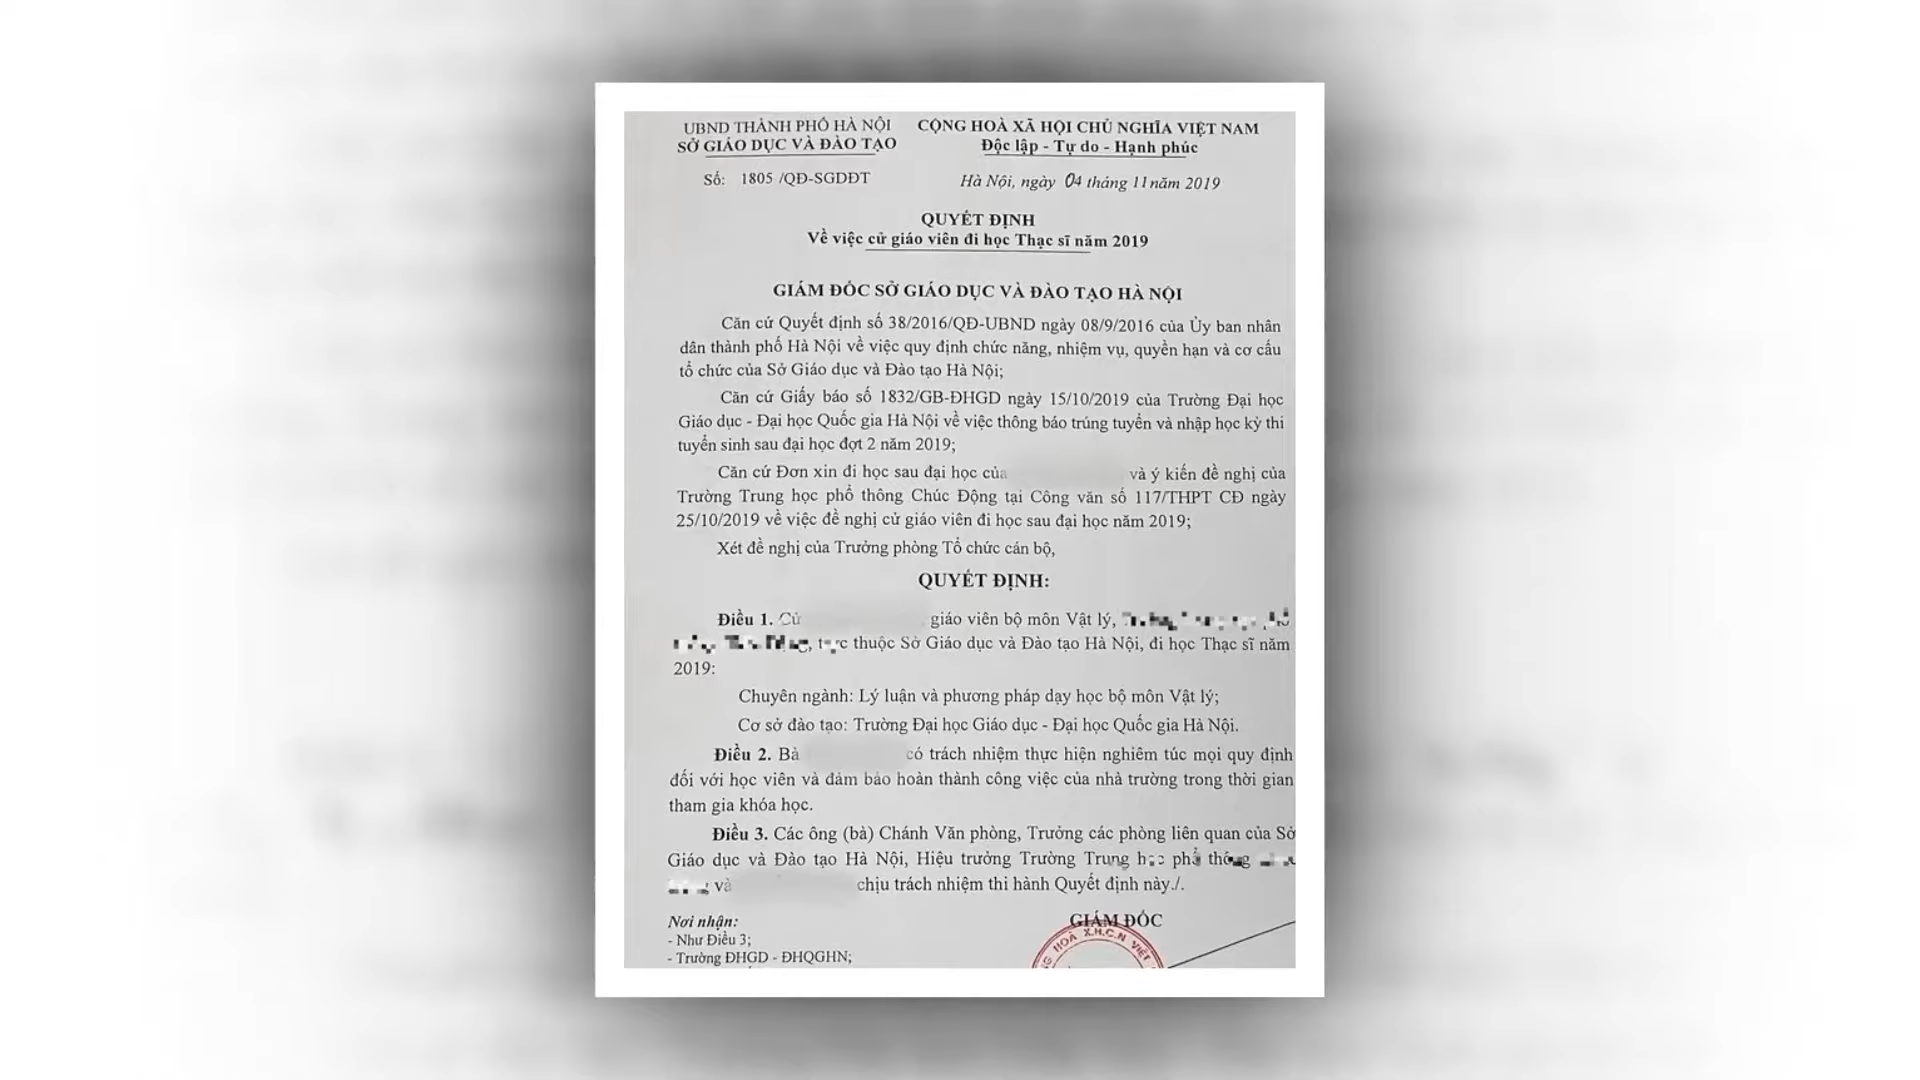 UBND THÀNH PHỐ HÀ NỘI
SỞ GIÁO DỤC VÀ ĐÀO TẠO
CỘNG HOÀ XÃ HỘI CHỦ NGHĨA VIỆT NAM
Độc lập - Tự do - Hạnh phúc
Số: 1805 /QĐ-SGDĐT
Hà Nội, ngày 04 tháng 11 năm 2019
QUYẾT ĐỊNH
Về việc cử giáo viên đi học Thạc sĩ năm 2019
GIÁM ĐỐC SỞ GIÁO DỤC VÀ ĐÀO TẠO HÀ NỘI
Căn cứ Quyết định số 38/2016/QĐ-UBND ngày 08/9/2016 của Ủy ban nhân
dân thành phố Hà Nội về việc quy định chức năng, nhiệm vụ, quyền hạn và cơ cấu
tổ chức của Sở Giáo dục và Đào tạo Hà Nội;
Căn cứ Giấy báo số 1832/GB-ĐHGD ngày 15/10/2019 của Trường Đại học
Giáo dục - Đại học Quốc gia Hà Nội về việc thông báo trúng tuyển và nhập học kỳ thi
tuyển sinh sau đại học đợt 2 năm 2019;
Căn cứ Đơn xin đi học sau đại học của và ý kiến đề nghị của
Trường Trung học phổ thông Chúc Động tại Công văn số 117/THPT CĐ ngày
25/10/2019 về việc đề nghị cử giáo viên đi học sau đại học năm 2019;
Xét đề nghị của Trưởng phòng Tổ chức cán bộ,
QUYẾT ĐỊNH:
Điều 1. Cử giáo viên bộ môn Vật lý,
trực thuộc Sở Giáo dục và Đào tạo Hà Nội, đi học Thạc sĩ năm
2019:
Chuyên ngành: Lý luận và phương pháp dạy học bộ môn Vật lý;
Cơ sở đào tạo: Trường Đại học Giáo dục - Đại học Quốc gia Hà Nội.
Điều 2. Bà có trách nhiệm thực hiện nghiêm túc mọi quy định
đối với học viên và đảm bảo hoàn thành công việc của nhà trường trong thời gian
tham gia khóa học.
Điều 3. Các ông (bà) Chánh Văn phòng, Trưởng các phòng liên quan của Sở
Giáo dục và Đào tạo Hà Nội, Hiệu trưởng Trường Trung học phổ thông
và chịu trách nhiệm thi hành Quyết định này./.
Nơi nhận:
- Như Điều 3;
- Trường ĐHGD - ĐHQGHN;
GIÁM ĐỐC
HOÀ X.H.C.N VIỆT